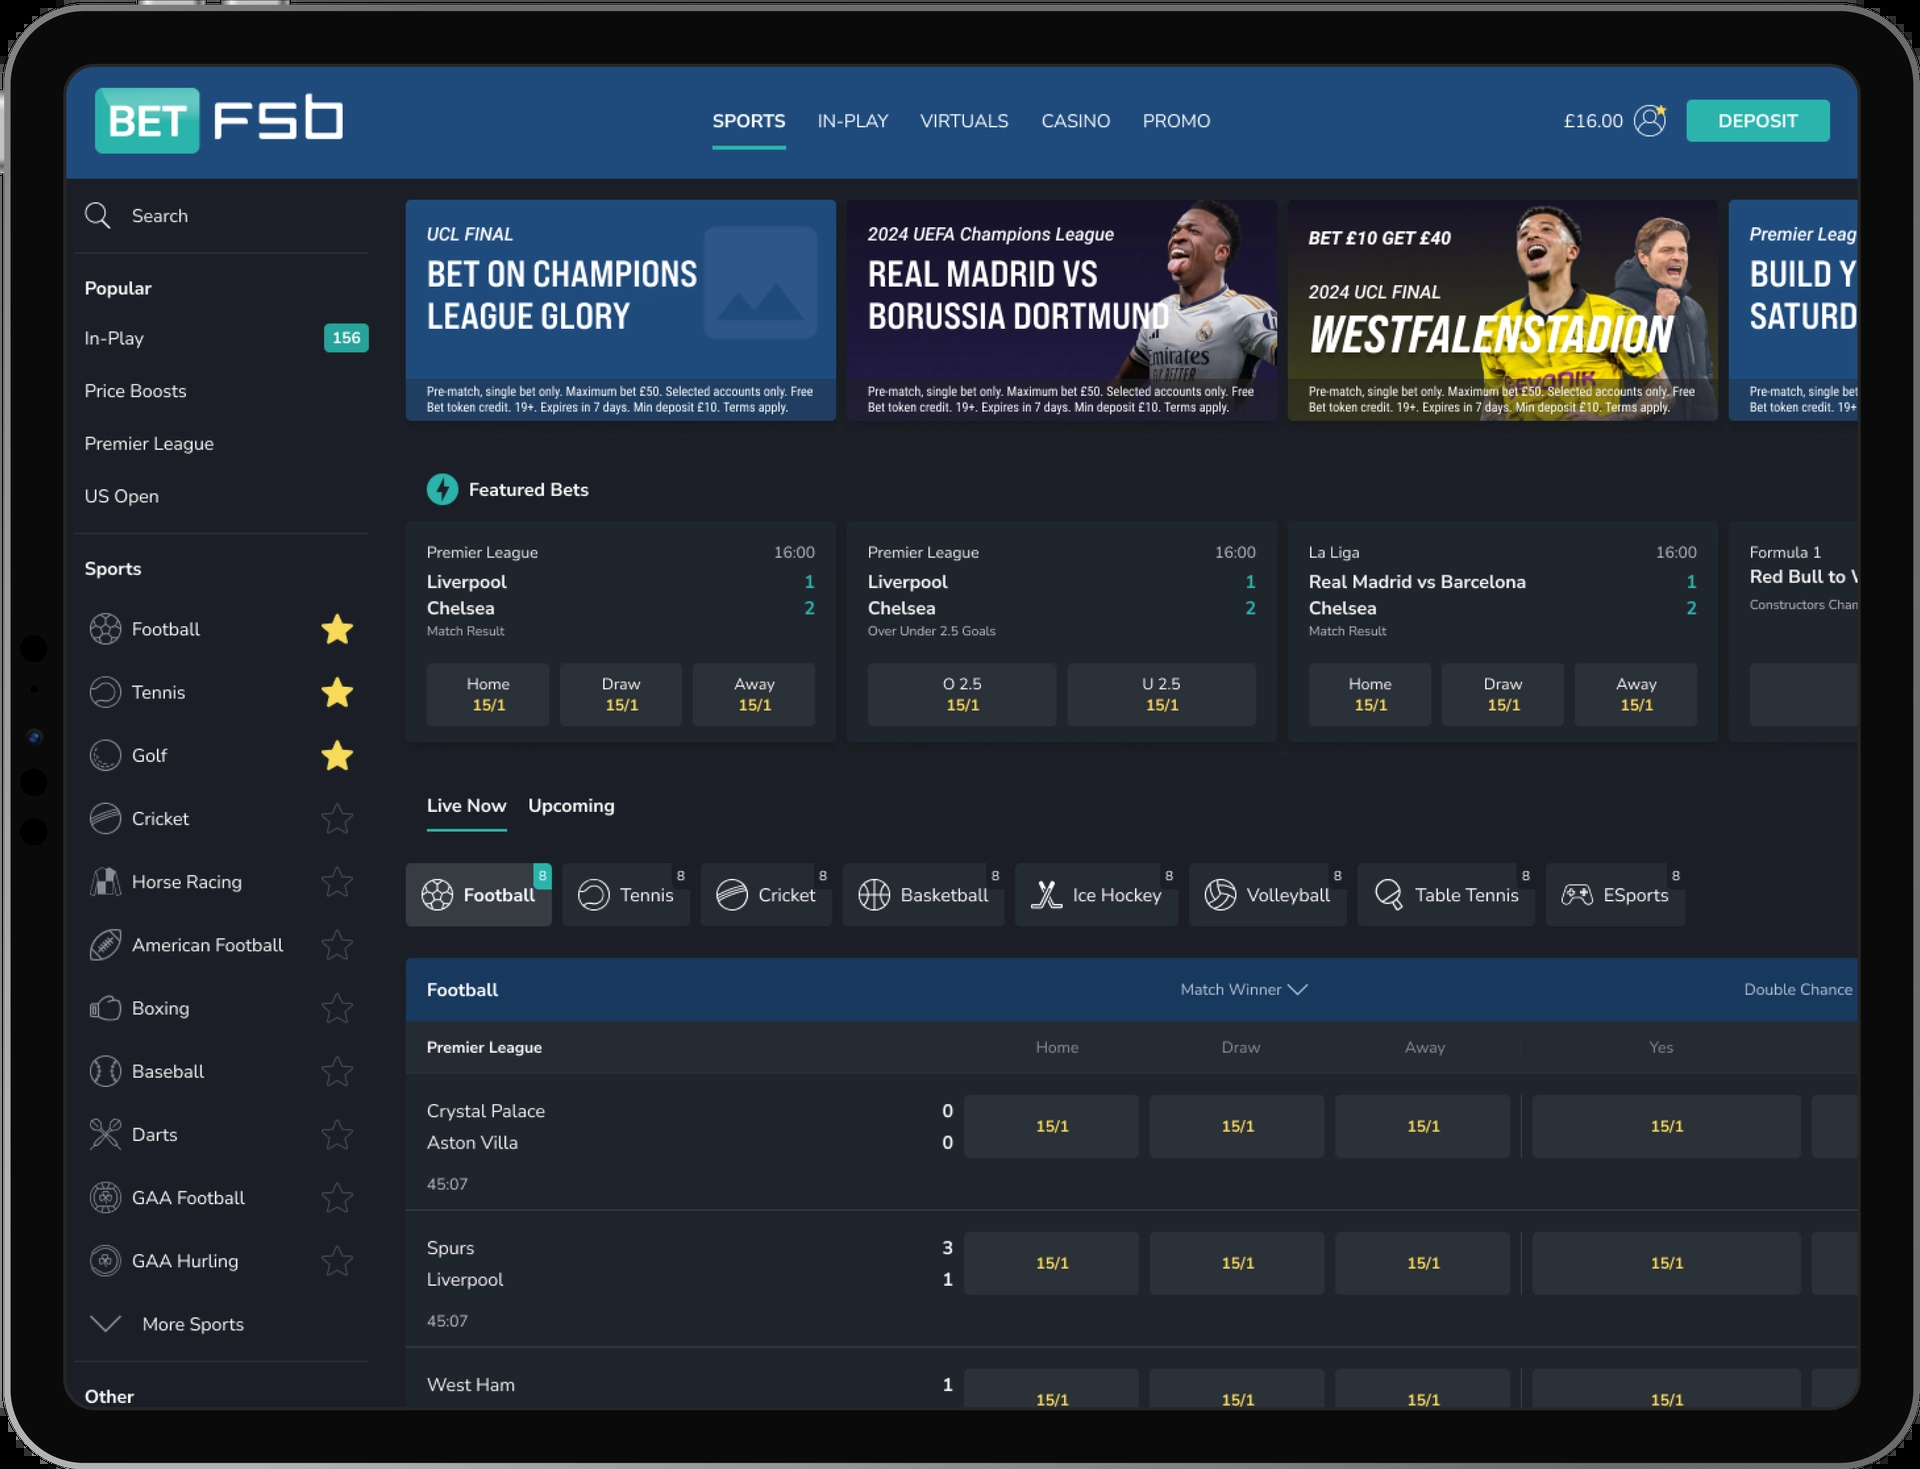 BET FSb
SPORTS IN-PLAY VIRTUALS CASINO PROMO
£16.00 DEPOSIT
Search
Popular
In-Play 156
Price Boosts
Premier League
US Open
Sports
Football
Tennis
Golf
Cricket
Horse Racing
American Football
Boxing
Baseball
Darts
GAA Football
GAA Hurling
More Sports
Other
UCL FINAL
BET ON CHAMPIONS
LEAGUE GLORY
Pre-match, single bet only. Maximum bet £50. Selected accounts only. Free
Bet token credit. 19+. Expires in 7 days. Min deposit £10. Terms apply.
2024 UEFA Champions League
REAL MADRID VS
BORUSSIA DORTMUND
Emirates
FLY BETTER
Pre-match, single bet only. Maximum bet £50. Selected accounts only. Free
Bet token credit. 19+. Expires in 7 days. Min deposit £10. Terms apply.
BET £10 GET £40
2024 UCL FINAL
WESTFALENSTADION
evonik
Pre-match, single bet only. Maximum bet £50. Selected accounts only. Free
Bet token credit. 19+. Expires in 7 days. Min deposit £10. Terms apply.
Premier Leag
BUILD Y
SATURD
Pre-match, single bet
Bet token credit. 19+
Featured Bets
Premier League 16:00
Liverpool 1
Chelsea 2
Match Result
Home Draw Away
15/1 15/1 15/1
Premier League 16:00
Liverpool 1
Chelsea 2
Over Under 2.5 Goals
O 2.5 U 2.5
15/1 15/1
La Liga 16:00
Real Madrid vs Barcelona 1
Chelsea 2
Match Result
Home Draw Away
15/1 15/1 15/1
Formula 1
Red Bull to
Constructors Cham
Live Now Upcoming
Football 8 Tennis 8 Cricket 8 Basketball 8 Ice Hockey 8 Volleyball 8 Table Tennis 8 ESports 8
Football Match Winner Double Chance
Premier League Home Draw Away Yes
Crystal Palace 0
Aston Villa 0
15/1 15/1 15/1 15/1
45:07
Spurs 3
Liverpool 1
15/1 15/1 15/1 15/1
45:07
West Ham 1
15/1 15/1 15/1 15/1